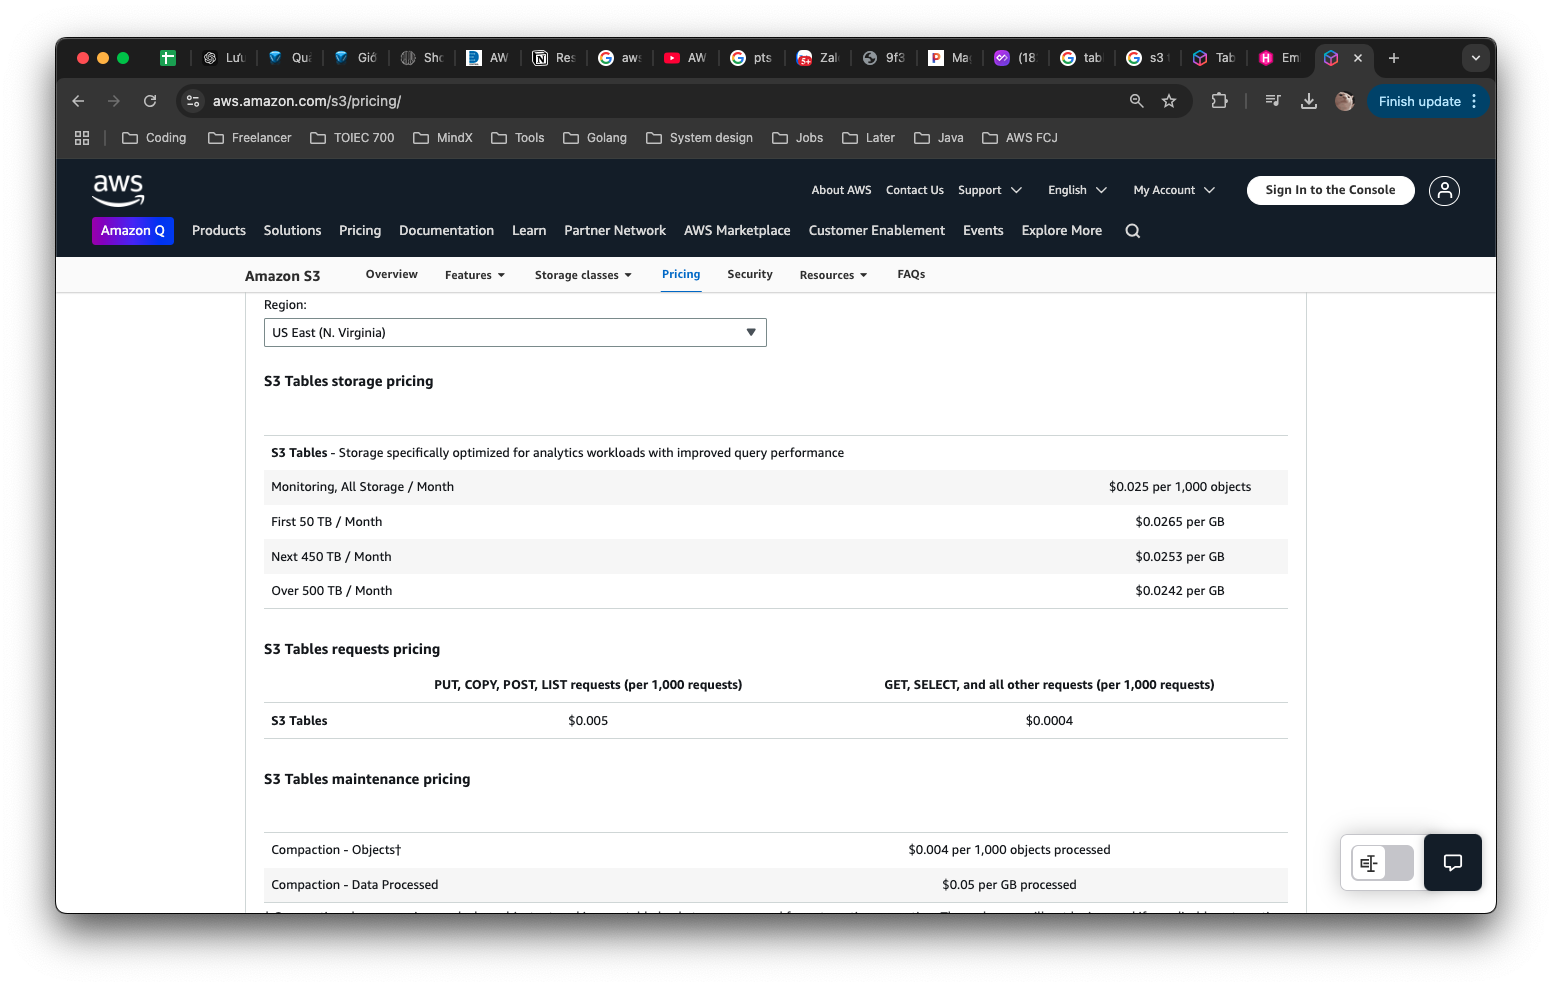 Lưu
Quả
Giớ
Sho
AW
Res
aws
AW
pts
Zal
9f3
Ma
(18
tab
s3 t
Tab
Em
aws.amazon.com/s3/pricing/
Finish update
Coding
Freelancer
TOIEC 700
MindX
Tools
Golang
System design
Jobs
Later
Java
AWS FCJ
aws
About AWS
Contact Us
Support
English
My Account
Sign In to the Console
Amazon Q
Products
Solutions
Pricing
Documentation
Learn
Partner Network
AWS Marketplace
Customer Enablement
Events
Explore More
Amazon S3
Overview
Features
Storage classes
Pricing
Security
Resources
FAQs
Region:
US East (N. Virginia)
S3 Tables storage pricing
S3 Tables - Storage specifically optimized for analytics workloads with improved query performance
Monitoring, All Storage / Month $0.025 per 1,000 objects
First 50 TB / Month $0.0265 per GB
Next 450 TB / Month $0.0253 per GB
Over 500 TB / Month $0.0242 per GB
S3 Tables requests pricing
PUT, COPY, POST, LIST requests (per 1,000 requests) GET, SELECT, and all other requests (per 1,000 requests)
S3 Tables $0.005 $0.0004
S3 Tables maintenance pricing
Compaction - Objects† $0.004 per 1,000 objects processed
Compaction - Data Processed $0.05 per GB processed